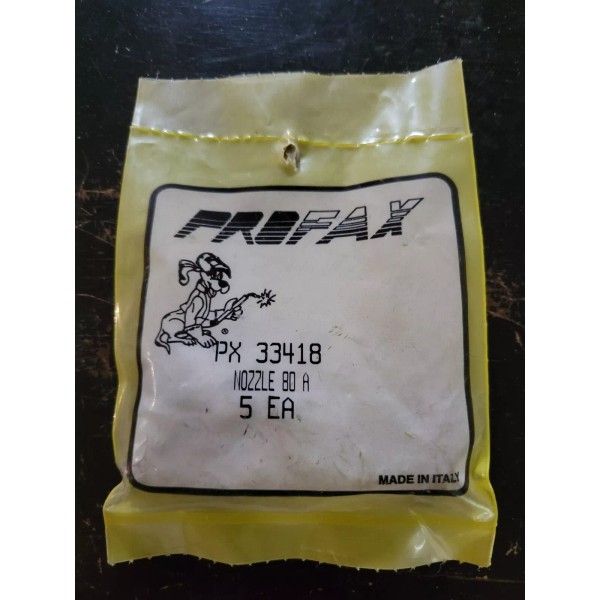 PROFAX
®
PX 33418
NOZZLE 80 A
5 EA
MADE IN ITALY